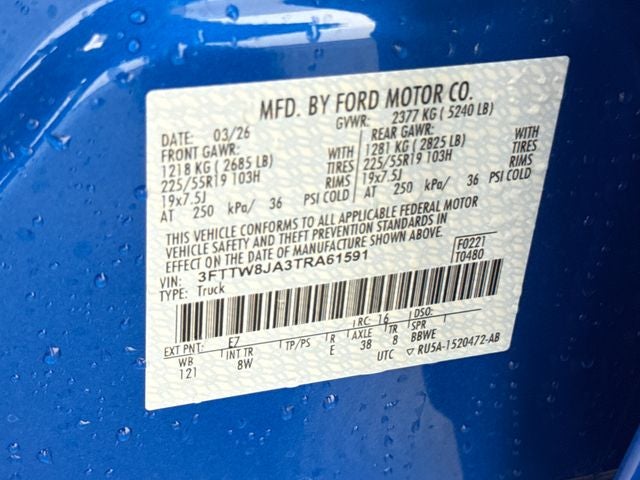 MFD. BY FORD MOTOR CO.
DATE: 03/26 GVWR: 2377 KG ( 5240 LB)
FRONT GAWR: REAR GAWR:
1218 KG ( 2685 LB) WITH 1281 KG ( 2825 LB) WITH
225/55R19 103H TIRES 225/55R19 103H TIRES
19x7.5J RIMS 19x7.5J RIMS
AT 250 kPa/ 36 PSI COLD AT 250 kPa/ 36 PSI COLD
THIS VEHICLE CONFORMS TO ALL APPLICABLE FEDERAL MOTOR
VEHICLE SAFETY AND THEFT PREVENTION STANDARDS IN
EFFECT ON THE DATE OF MANUFACTURE SHOWN ABOVE.
VIN: 3FTTW8JA3TRA61591 F0221
TYPE: Truck T0480
EXT PNT: E7 RC: 16 DSO:
WB INT TR TP/PS R AXLE TR SPR
121 8W E 38 8 BBWE
UTC ▽ RU5A-1520472-AB